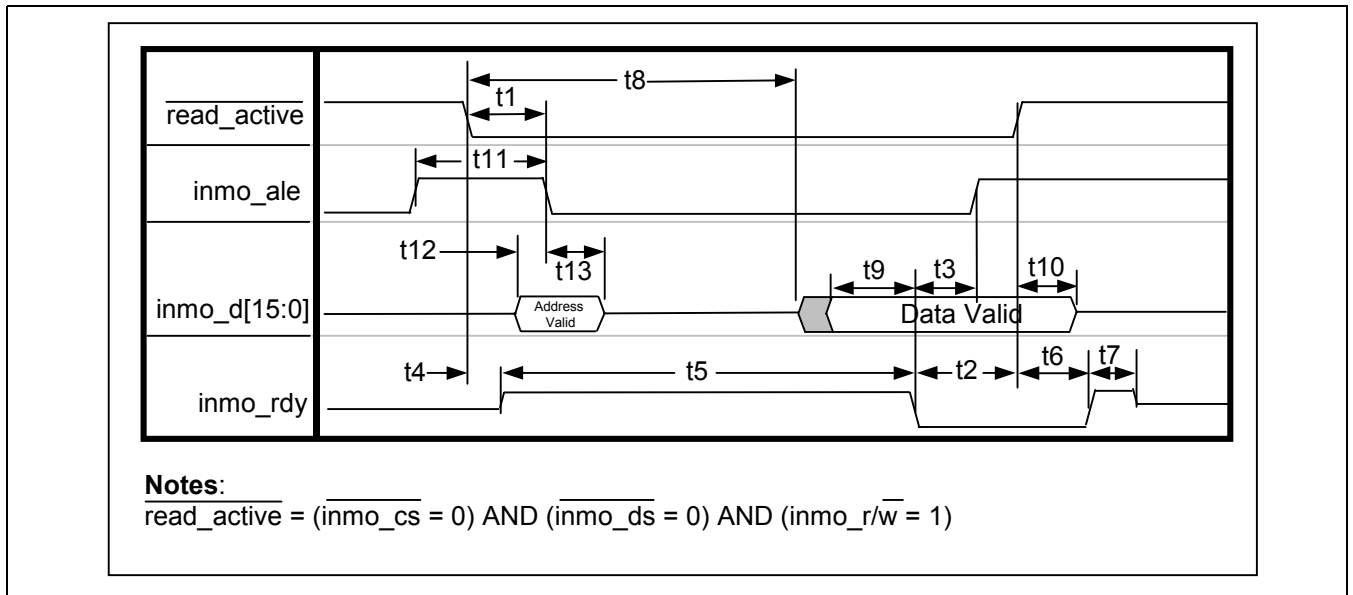 t8
t1
read_active
t11
inmo_ale
t12
t13
t9
t3
t10
inmo_d[15:0]
Address
Valid
Data Valid
t4
t5
t2
t6
t7
inmo_rdy
Notes:
read_active = (inmo_cs = 0) AND (inmo_ds = 0) AND (inmo_r/w = 1)